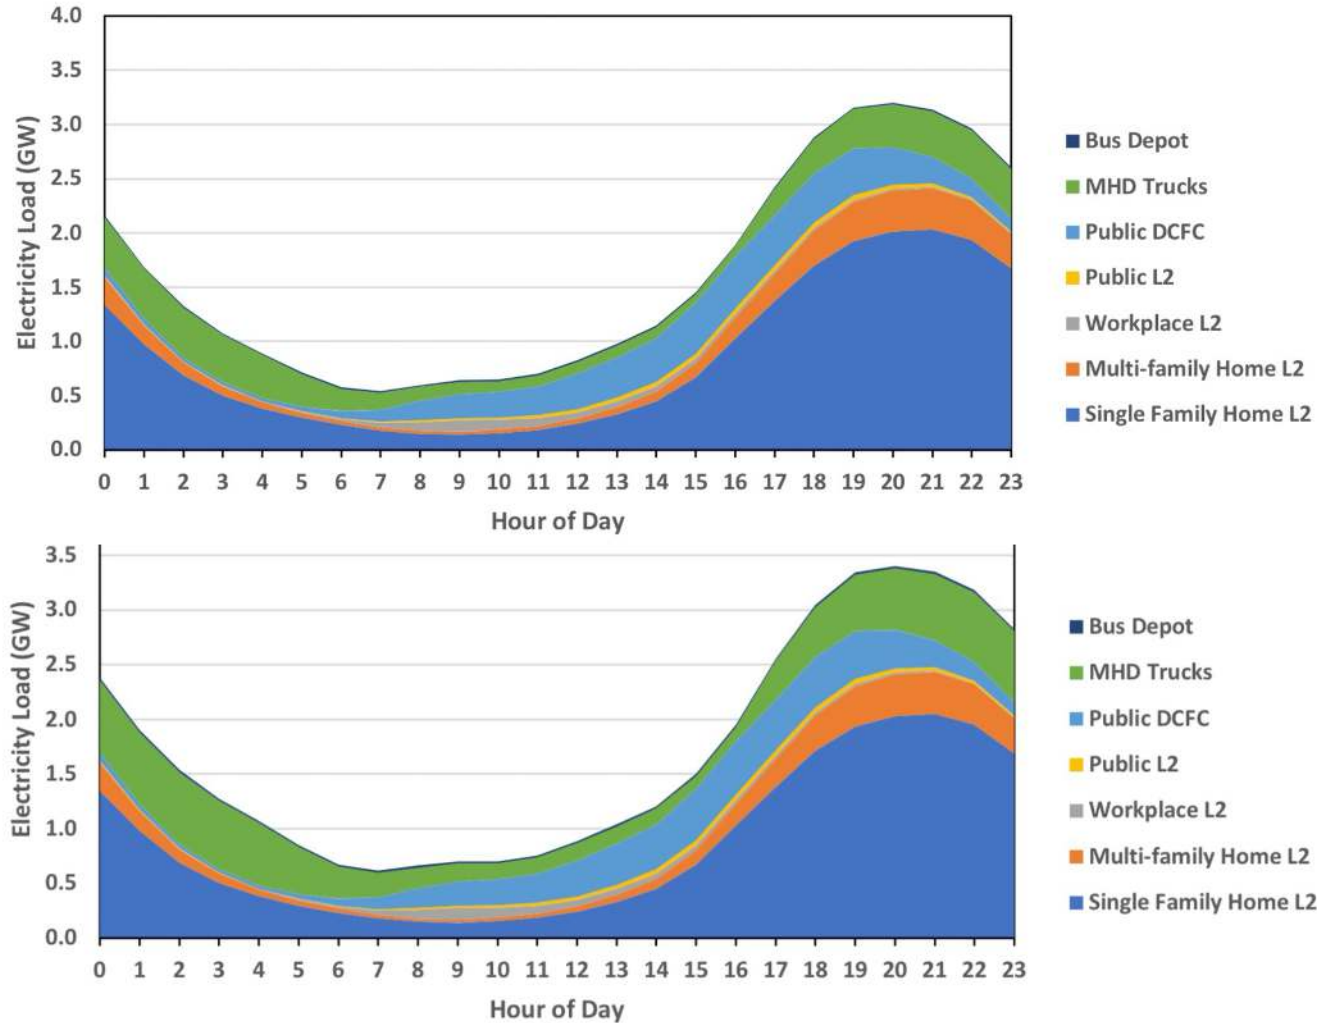 4.0
3.5
3.0
2.5
2.0
1.5
1.0
0.5
0.0
Electricity Load (GW)
0 1 2 3 4 5 6 7 8 9 10 11 12 13 14 15 16 17 18 19 20 21 22 23
Hour of Day
Bus Depot
MHD Trucks
Public DCFC
Public L2
Workplace L2
Multi-family Home L2
Single Family Home L2
3.5
3.0
2.5
2.0
1.5
1.0
0.5
0.0
Electricity Load (GW)
0 1 2 3 4 5 6 7 8 9 10 11 12 13 14 15 16 17 18 19 20 21 22 23
Hour of Day
Bus Depot
MHD Trucks
Public DCFC
Public L2
Workplace L2
Multi-family Home L2
Single Family Home L2